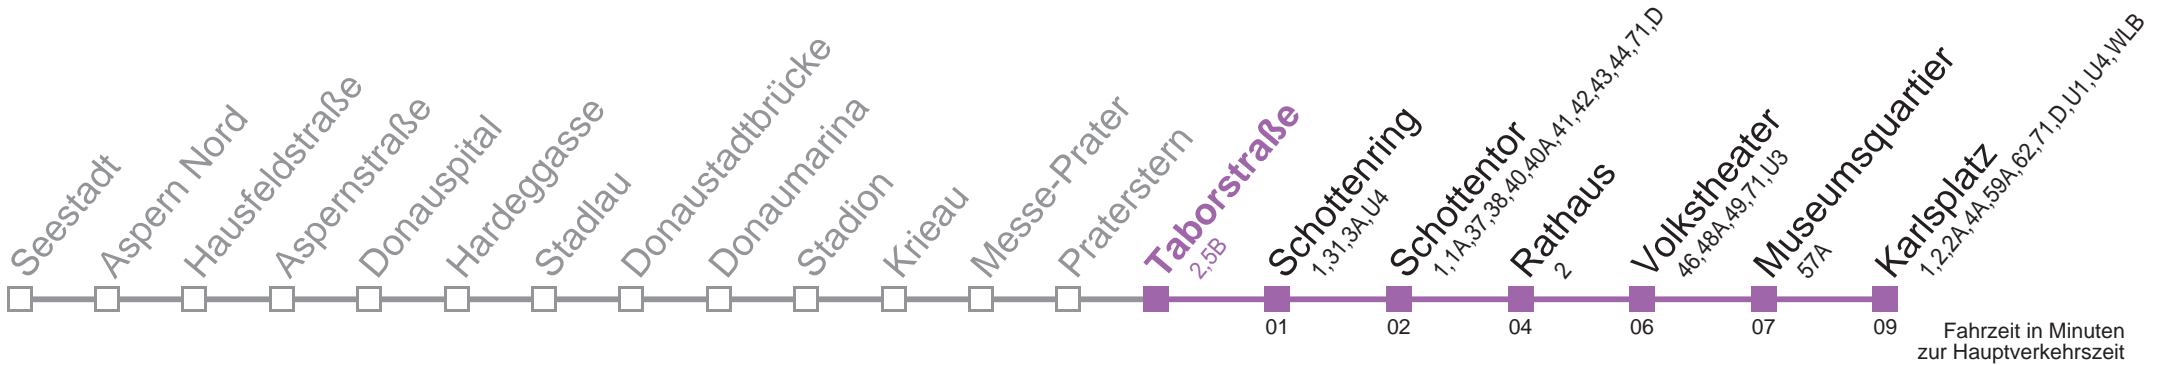 Seestadt
Aspern Nord
Hausfeldstraße
Aspernstraße
Donauspital
Hardeggasse
Stadlau
Donaustadtbrücke
Donaumarina
Stadion
Krieau
Messe-Prater
Praterstern
Taborstraße
2,5B
Schottenring
1,31,3A,U4
Schottentor
1,1A,37,38,40,40A,41,42,43,44,71,D
Rathaus
2
Volkstheater
46,48A,49,71,U3
Museumsquartier
57A
Karlsplatz
1,2,2A,4A,59A,62,71,D,U1,U4,WLB
01
02
04
06
07
09
Fahrzeit in Minuten
zur Hauptverkehrszeit